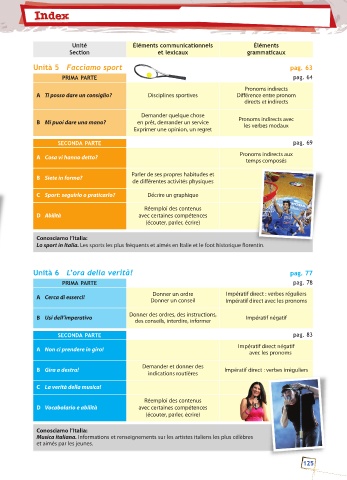 Index
Unité Section
Éléments communicationnels et lexicaux
Éléments grammaticaux
Unità 5 Facciamo sport pag. 63
PRIMA PARTE pag. 64
A Ti posso dare un consiglio?
Disciplines sportives
Pronoms indirects
Différence entre pronom
directs et indirects
B Mi puoi dare una mano?
Demander quelque chose
en prêt, demander un service
Exprimer une opinion, un regret
Pronoms indirects avec
les verbes modaux
SECONDA PARTE pag. 69
A Cosa vi hanno detto?
Pronoms indirects aux
temps composés
B Siete in forma?
Parler de ses propres habitudes et
de différentes activités physiques
C Sport: seguirlo o praticarlo?
Décrire un graphique
D Abilità
Réemploi des contenus
avec certaines compétences
(écouter, parler, écrire)
Conosciamo l'Italia:
Lo sport in Italia. Les sports les plus fréquents et aimés en Italie et le foot historique florentin.
Unità 6 L'ora della verità! pag. 77
PRIMA PARTE pag. 78
A Cerca di esserci!
Donner un ordre
Donner un conseil
Impératif direct : verbes réguliers
Impératif direct avec les pronoms
B Usi dell'imperativo
Donner des ordres, des instructions,
des conseils, interdire, informer
Impératif négatif
SECONDA PARTE pag. 83
A Non ci prendere in giro!
Impératif direct négatif
avec les pronoms
B Gira a destra!
Demander et donner des
indications routières
Impératif direct : verbes irréguliers
C La verità della musica!
D Vocabolario e abilità
Réemploi des contenus
avec certaines compétences
(écouter, parler, écrire)
Conosciamo l'Italia:
Musica italiana. Informations et renseignements sur les artistes italiens les plus célèbres
et aimés par les jeunes.
125